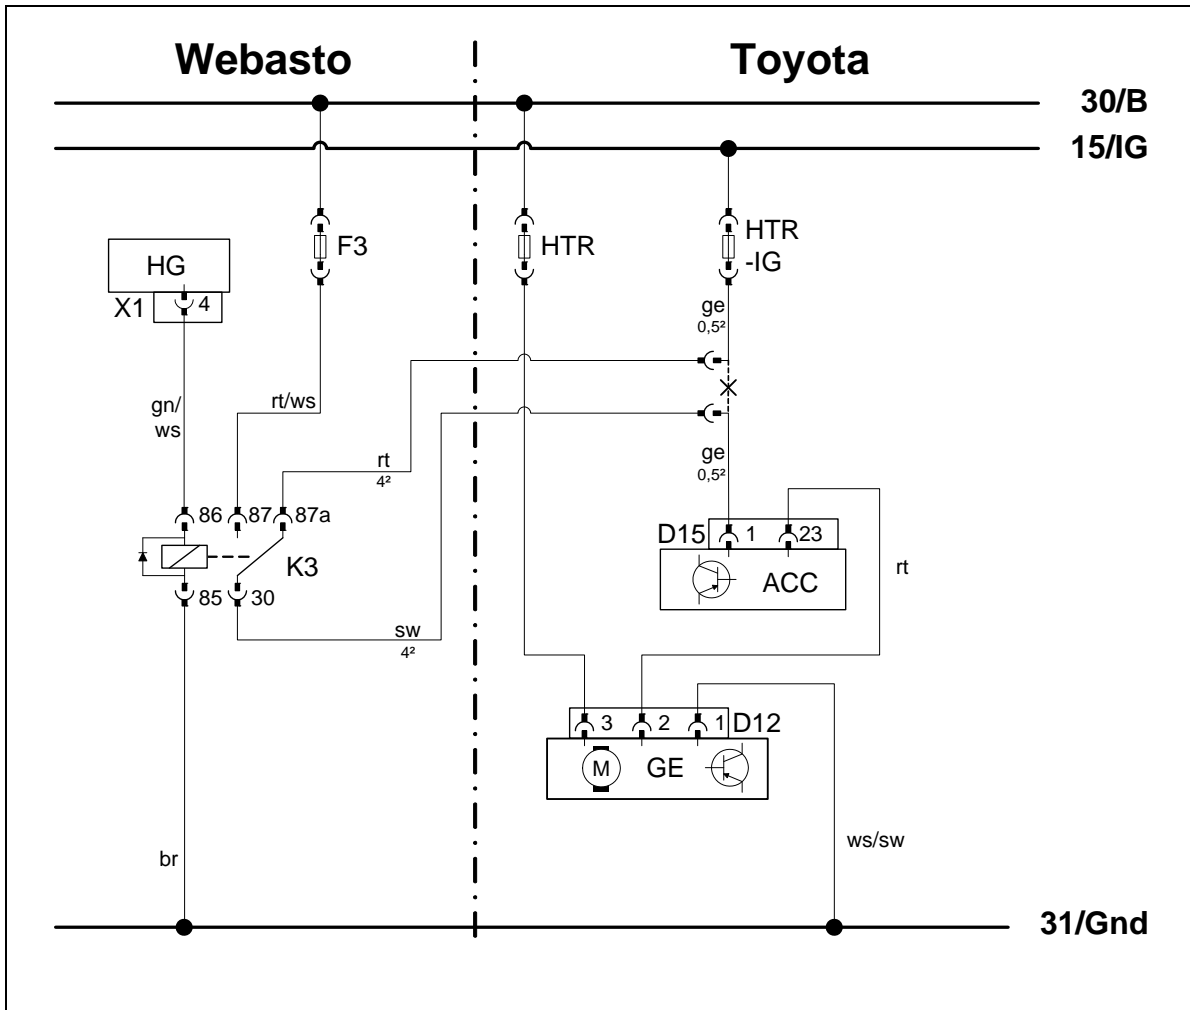 Webasto
Toyota
30/B
15/IG
F3
HTR
HTR
-IG
HG
X1
4
ge
0,5²
gn/
ws
rt/ws
rt
4²
ge
0,5²
86
87
87a
D15
1
23
K3
ACC
rt
85
30
sw
4²
3
2
1
D12
M
GE
ws/sw
br
31/Gnd